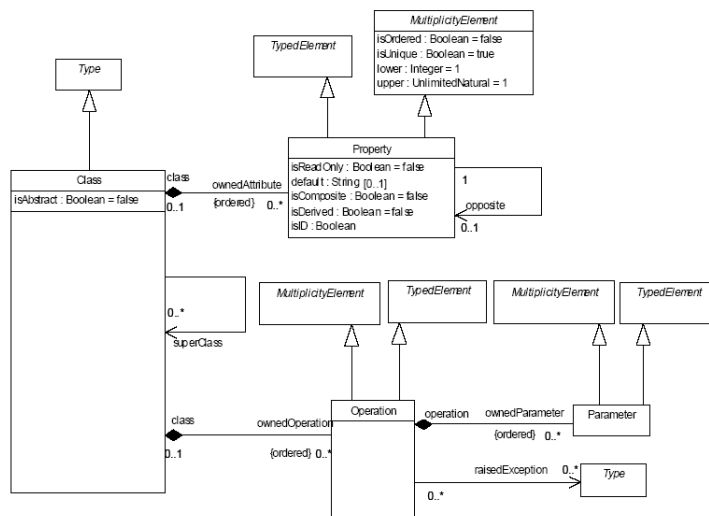 MultiplicityElement
isOrdered : Boolean = false
isUnique : Boolean = true
lower : Integer = 1
upper : UnlimitedNatural = 1
TypedElement
Type
Property
isReadOnly : Boolean = false
default : String [0..1]
isComposite : Boolean = false
isDerived : Boolean = false
isID : Boolean
1
opposite
0..1
Class
isAbstract : Boolean = false
class
0..1
ownedAttribute
{ordered}
0..*
0..*
superClass
MultiplicityElement
TypedElement
MultiplicityElement
TypedElement
class
0..1
ownedOperation
{ordered}
0..*
Operation
operation
ownedParameter
{ordered}
0..*
Parameter
raisedException
0..*
0..*
Type